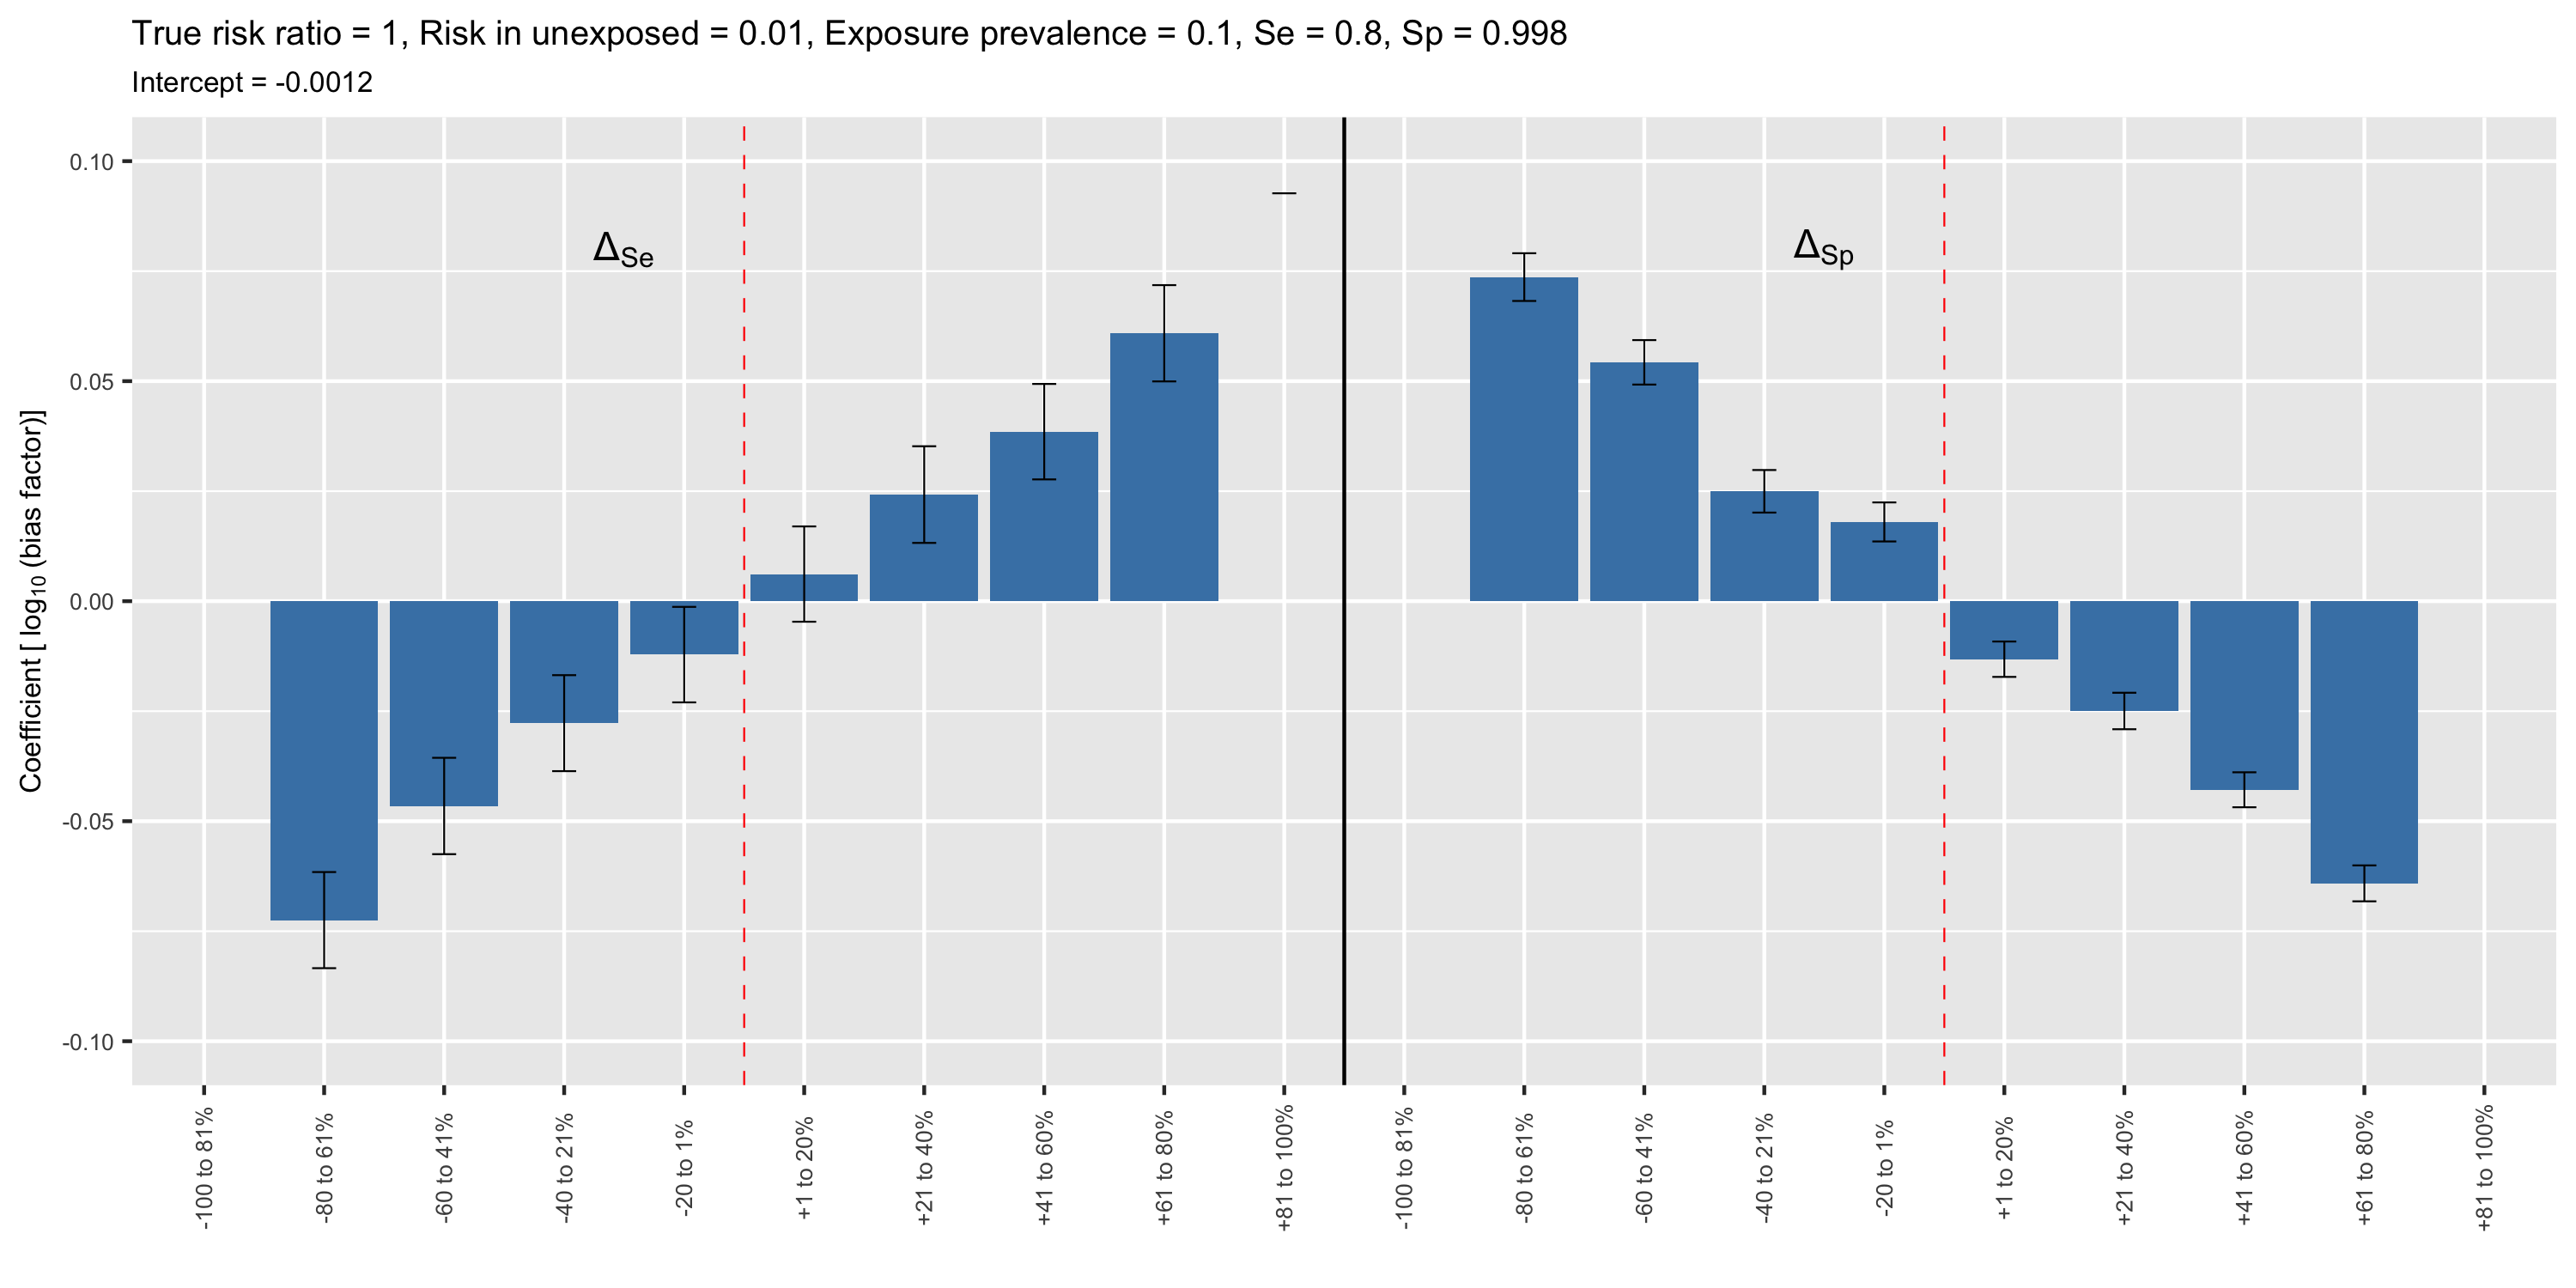 True risk ratio = 1, Risk in unexposed = 0.01, Exposure prevalence = 0.1, Se = 0.8, Sp = 0.998
Intercept = -0.0012
Coefficient [ log10 (bias factor)]
0.10
0.05
0.00
-0.05
-0.10
ΔSe
ΔSp
-100 to 81%
-80 to 61%
-60 to 41%
-40 to 21%
-20 to 1%
+1 to 20%
+21 to 40%
+41 to 60%
+61 to 80%
+81 to 100%
-100 to 81%
-80 to 61%
-60 to 41%
-40 to 21%
-20 to 1%
+1 to 20%
+21 to 40%
+41 to 60%
+61 to 80%
+81 to 100%